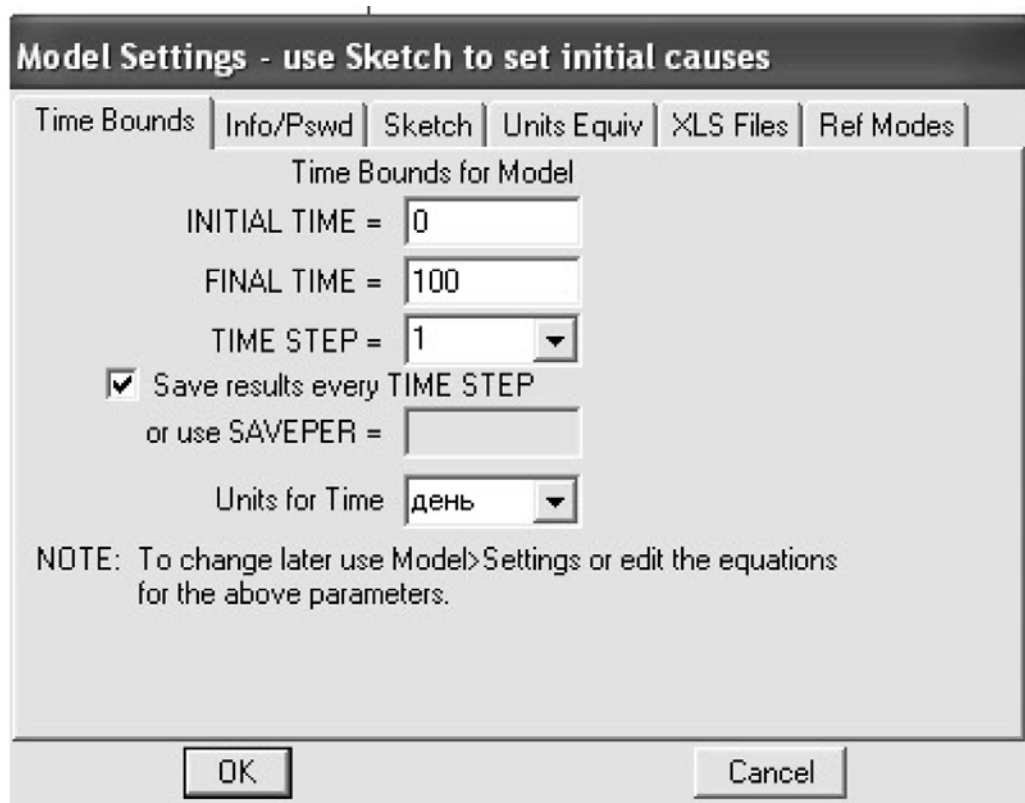 Model Settings - use Sketch to set initial causes
Time Bounds Info/Pswd Sketch Units Equiv XLS Files Ref Modes
Time Bounds for Model
INITIAL TIME = 0
FINAL TIME = 100
TIME STEP = 1
Save results every TIME STEP
or use SAVEPER =
Units for Time день
NOTE: To change later use Model>Settings or edit the equations
for the above parameters.
OK Cancel